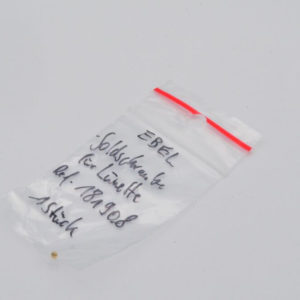 EBEL
Goldschraube
für Lünette
Ref. 181908
1 Stück